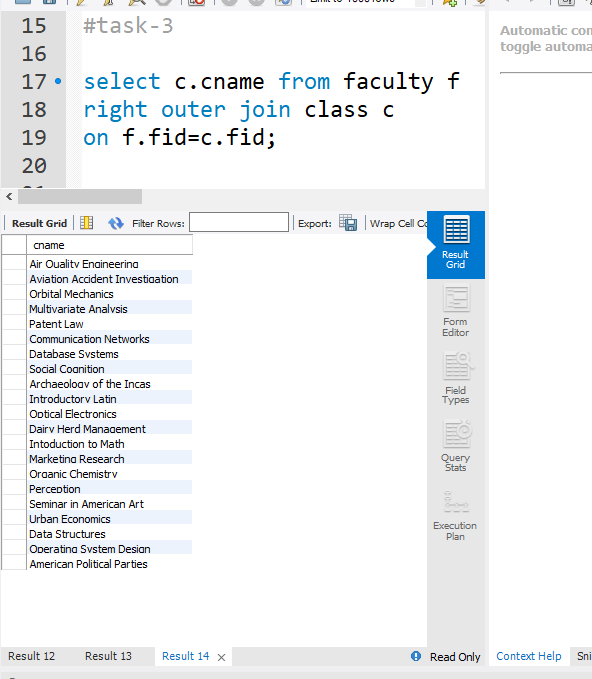 Automatic con
toggle automa
15 #task-3
16
17 select c.cname from faculty f
18 right outer join class c
19 on f.fid=c.fid;
20
Result Grid Filter Rows: Export: Wrap Cell Co
cname
Air Quality Engineering
Aviation Accident Investigation
Orbital Mechanics
Multivariate Analysis
Patent Law
Communication Networks
Database Systems
Social Cognition
Archaeology of the Incas
Introductory Latin
Optical Electronics
Dairy Herd Management
Intoduction to Math
Marketing Research
Organic Chemistry
Perception
Seminar in American Art
Urban Economics
Data Structures
Operating System Design
American Political Parties
Result
Grid
Form
Editor
Field
Types
Query
Stats
Execution
Plan
Result 12 Result 13 Result 14 Read Only Context Help Sni